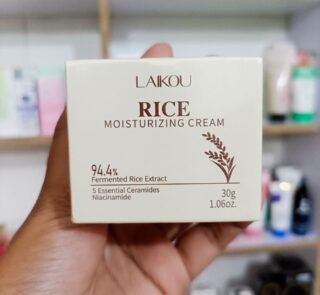 LAIKOU
RICE
MOISTURIZING CREAM
94.4%
Fermented Rice Extract
5 Essential Ceramides
Niacinamide
30g
1.06oz.